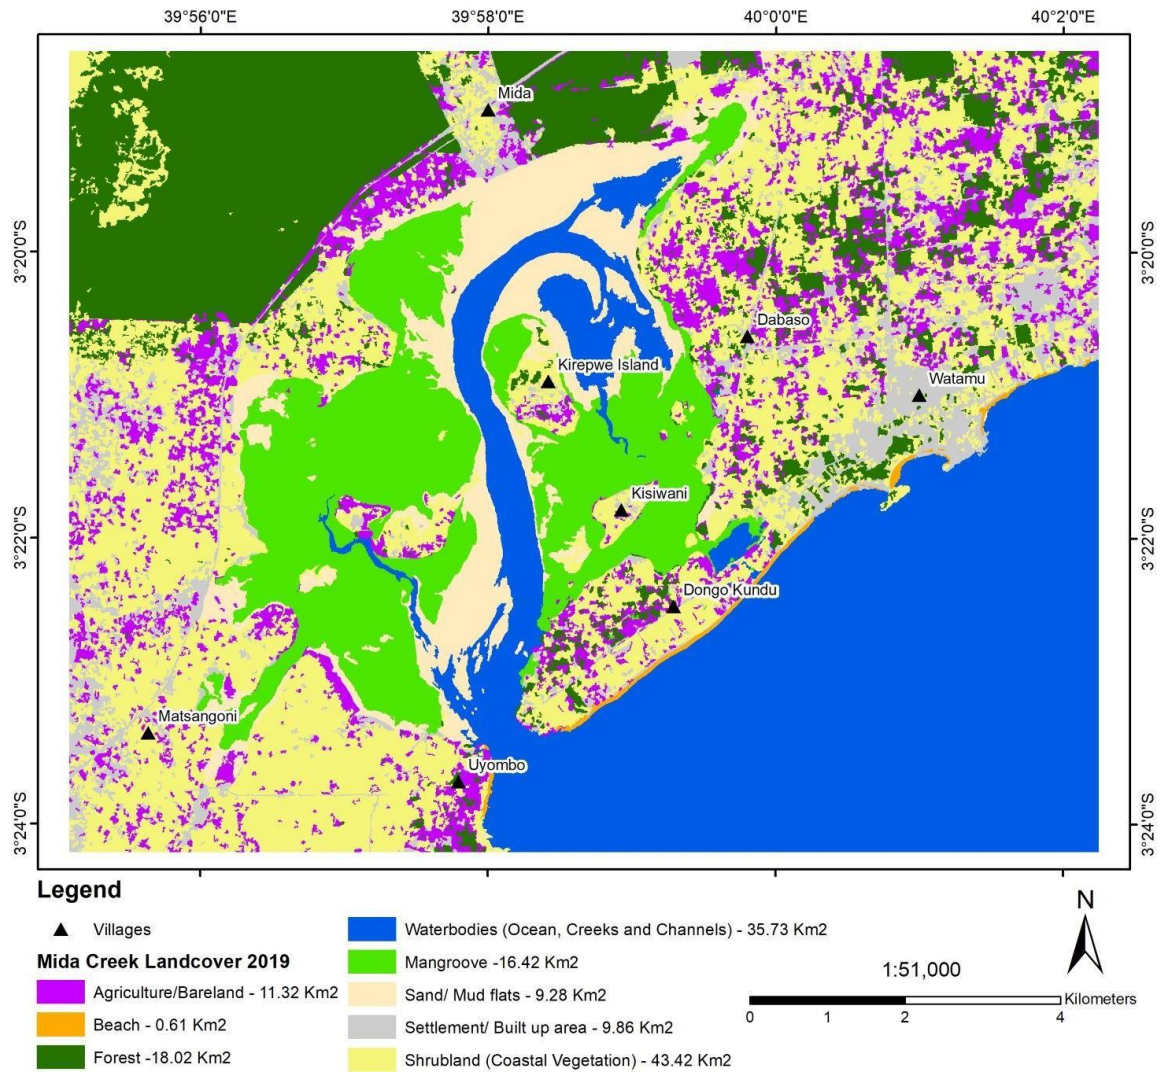 39°56'0"E
39°58'0"E
40°0'0"E
40°2'0"E
Mida
3°20'0"S
3°20'0"S
Dabaso
Kirepwe Island
Watamu
Kisiwani
3°22'0"S
3°22'0"S
Dongo Kundu
Matsangoni
Uyombo
3°24'0"S
3°24'0"S
Legend
Villages
Mida Creek Landcover 2019
Agriculture/Bareland - 11.32 Km2
Beach - 0.61 Km2
Forest -18.02 Km2
Waterbodies (Ocean, Creeks and Channels) - 35.73 Km2
Mangroove -16.42 Km2
Sand/ Mud flats - 9.28 Km2
Settlement/ Built up area - 9.86 Km2
Shrubland (Coastal Vegetation) - 43.42 Km2
N
1:51,000
Kilometers
0 1 2 4